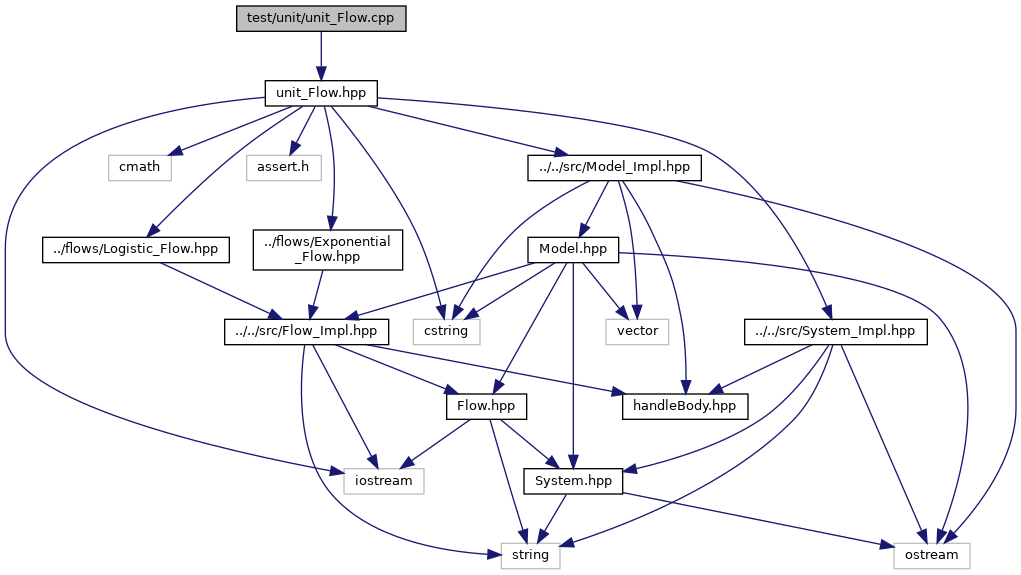 test/unit/unit_Flow.cpp
unit_Flow.hpp
cmath
assert.h
../../src/Model_Impl.hpp
../flows/Logistic_Flow.hpp
../flows/Exponential
_Flow.hpp
Model.hpp
../../src/Flow_Impl.hpp
cstring
vector
../../src/System_Impl.hpp
Flow.hpp
handleBody.hpp
iostream
System.hpp
string
ostream